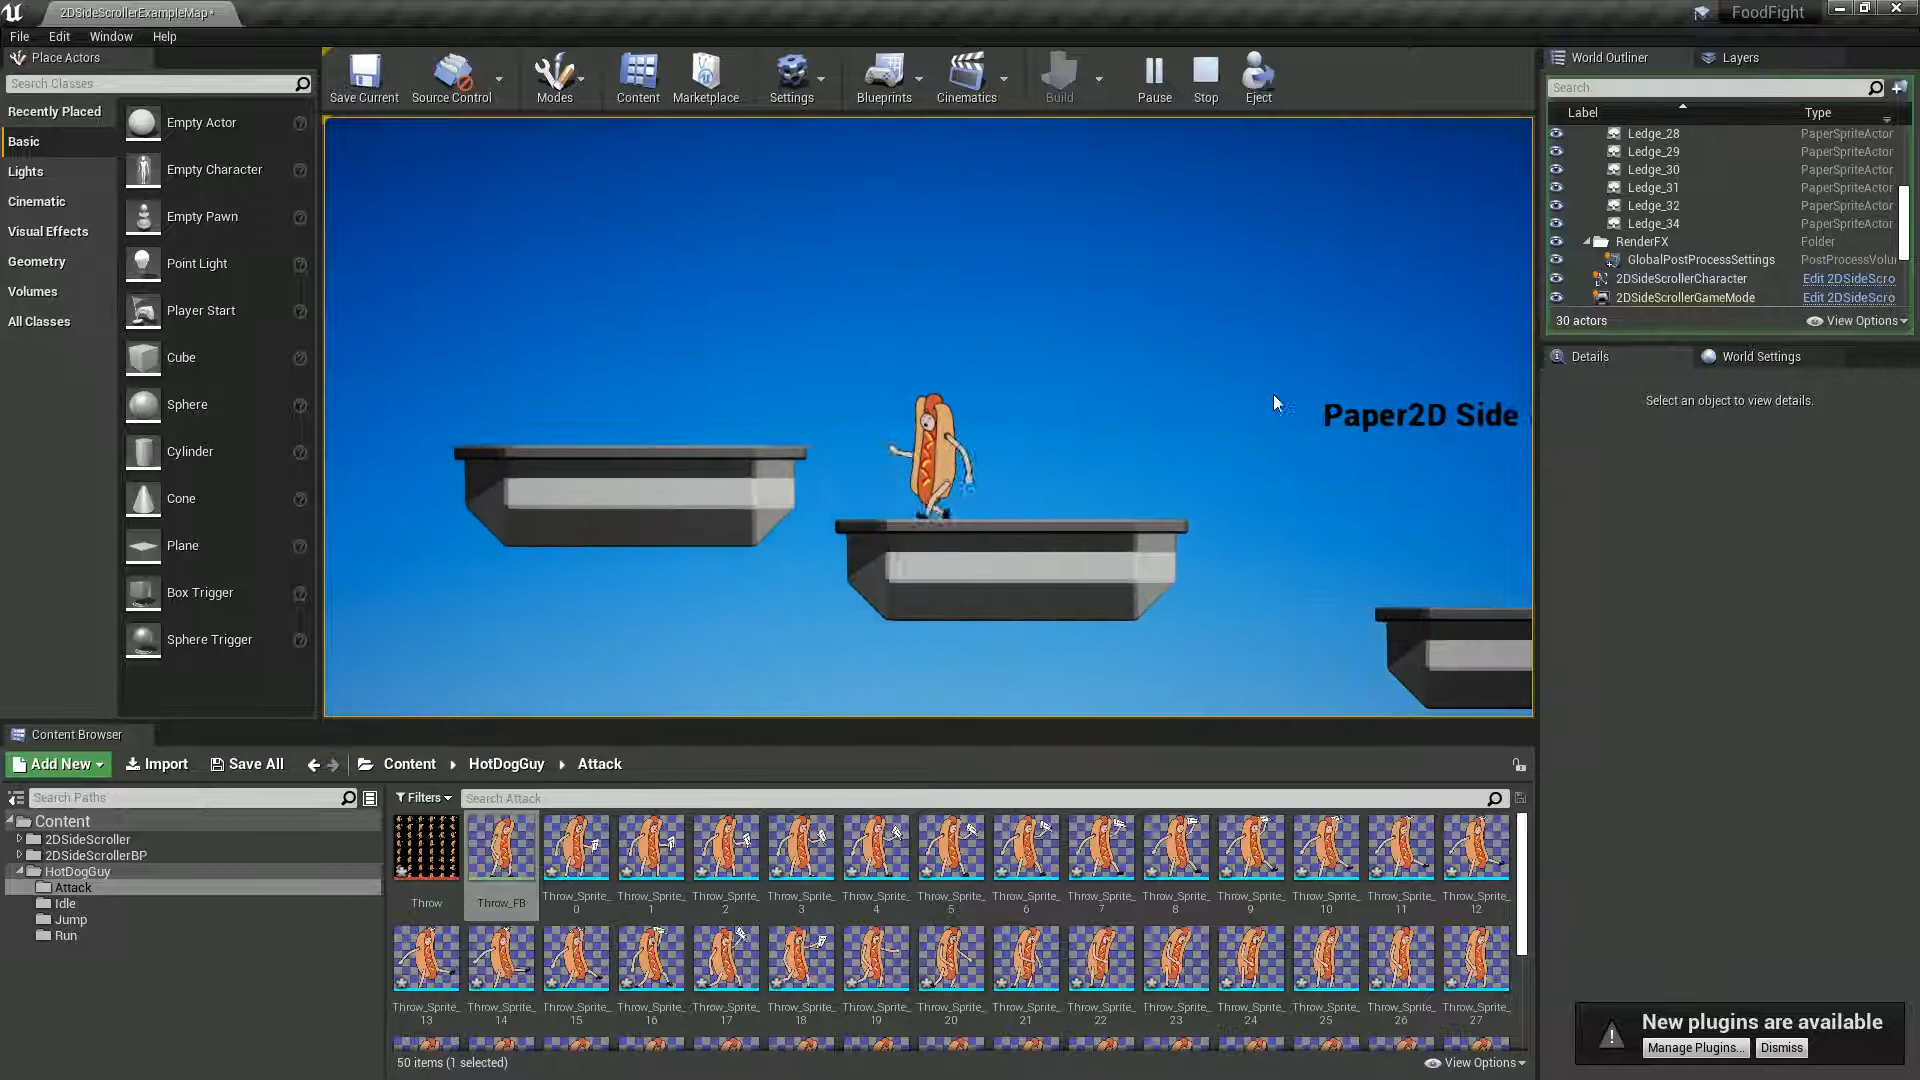 2DSideScrollerExampleMap*
FoodFight
File Edit Window Help
Place Actors
Search Classes
Recently Placed
Basic
Lights
Cinematic
Visual Effects
Geometry
Volumes
All Classes
Empty Actor
Empty Character
Empty Pawn
Point Light
Player Start
Cube
Sphere
Cylinder
Cone
Plane
Box Trigger
Sphere Trigger
Save Current Source Control Modes Content Marketplace Settings Blueprints Cinematics Build Pause Stop Eject
Paper2D Side
World Outliner Layers
Search
Label Type
Ledge_28 PaperSpriteActor
Ledge_29 PaperSpriteActor
Ledge_30 PaperSpriteActor
Ledge_31 PaperSpriteActor
Ledge_32 PaperSpriteActor
Ledge_34 PaperSpriteActor
RenderFX Folder
GlobalPostProcessSettings PostProcessVolu
2DSideScrollerCharacter Edit 2DSideScro
2DSideScrollerGameMode Edit 2DSideScro
30 actors View Options
Details World Settings
Select an object to view details.
Content Browser
Add New Import Save All Content HotDogGuy Attack
Search Paths
Content
2DSideScroller
2DSideScrollerBP
HotDogGuy
Attack
Idle
Jump
Run
Filters Search Attack
Throw Throw_FB Throw_Sprite_0 Throw_Sprite_1 Throw_Sprite_2 Throw_Sprite_3 Throw_Sprite_4 Throw_Sprite_5 Throw_Sprite_6 Throw_Sprite_7 Throw_Sprite_8 Throw_Sprite_9 Throw_Sprite_10 Throw_Sprite_11 Throw_Sprite_12
Throw_Sprite_13 Throw_Sprite_14 Throw_Sprite_15 Throw_Sprite_16 Throw_Sprite_17 Throw_Sprite_18 Throw_Sprite_19 Throw_Sprite_20 Throw_Sprite_21 Throw_Sprite_22 Throw_Sprite_23 Throw_Sprite_24 Throw_Sprite_25 Throw_Sprite_26 Throw_Sprite_27
50 items (1 selected) View Options
New plugins are available
Manage Plugins... Dismiss